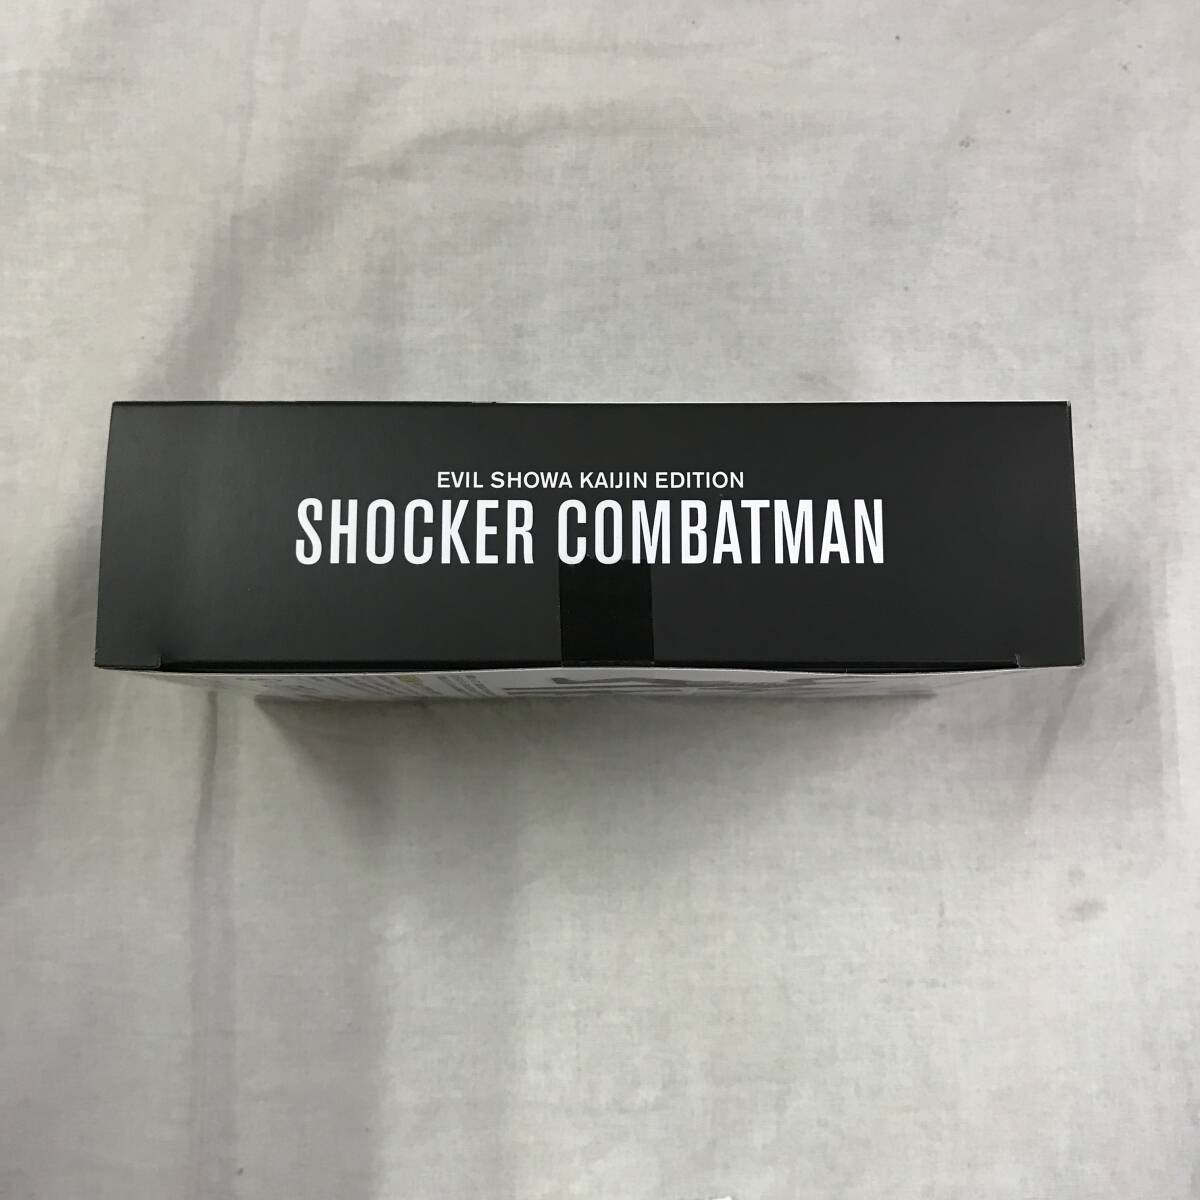 EVIL SHOWA KAIJIN EDITION
SHOCKER COMBATMAN